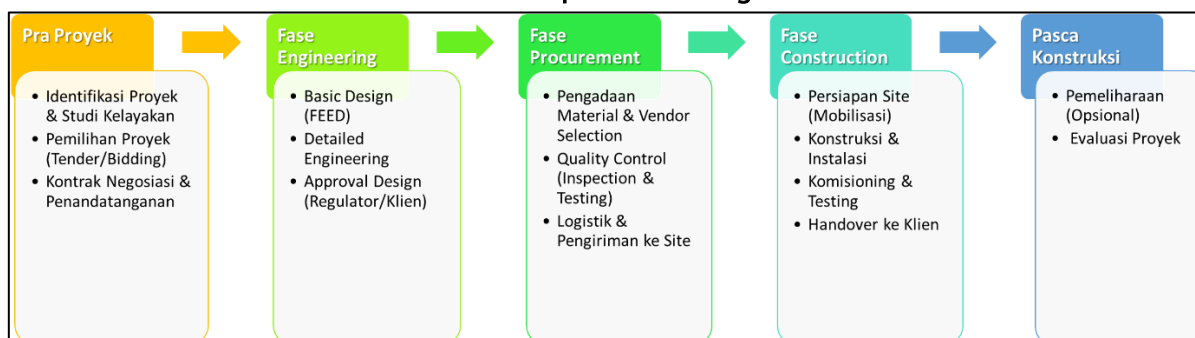 Pra Proyek
• Identifikasi Proyek
& Studi Kelayakan
• Pemilihan Proyek
(Tender/Bidding)
• Kontrak Negosiasi &
Penandatanganan
Fase
Engineering
• Basic Design
(FEED)
• Detailed
Engineering
• Approval Design
(Regulator/Klien)
Fase
Procurement
• Pengadaan
Material & Vendor
Selection
• Quality Control
(Inspection &
Testing)
• Logistik &
Pengiriman ke Site
Fase
Construction
• Persiapan Site
(Mobilisasi)
• Konstruksi &
Instalasi
• Komisioning &
Testing
• Handover ke Klien
Pasca
Konstruksi
• Pemeliharaan
(Opsional)
• Evaluasi Proyek